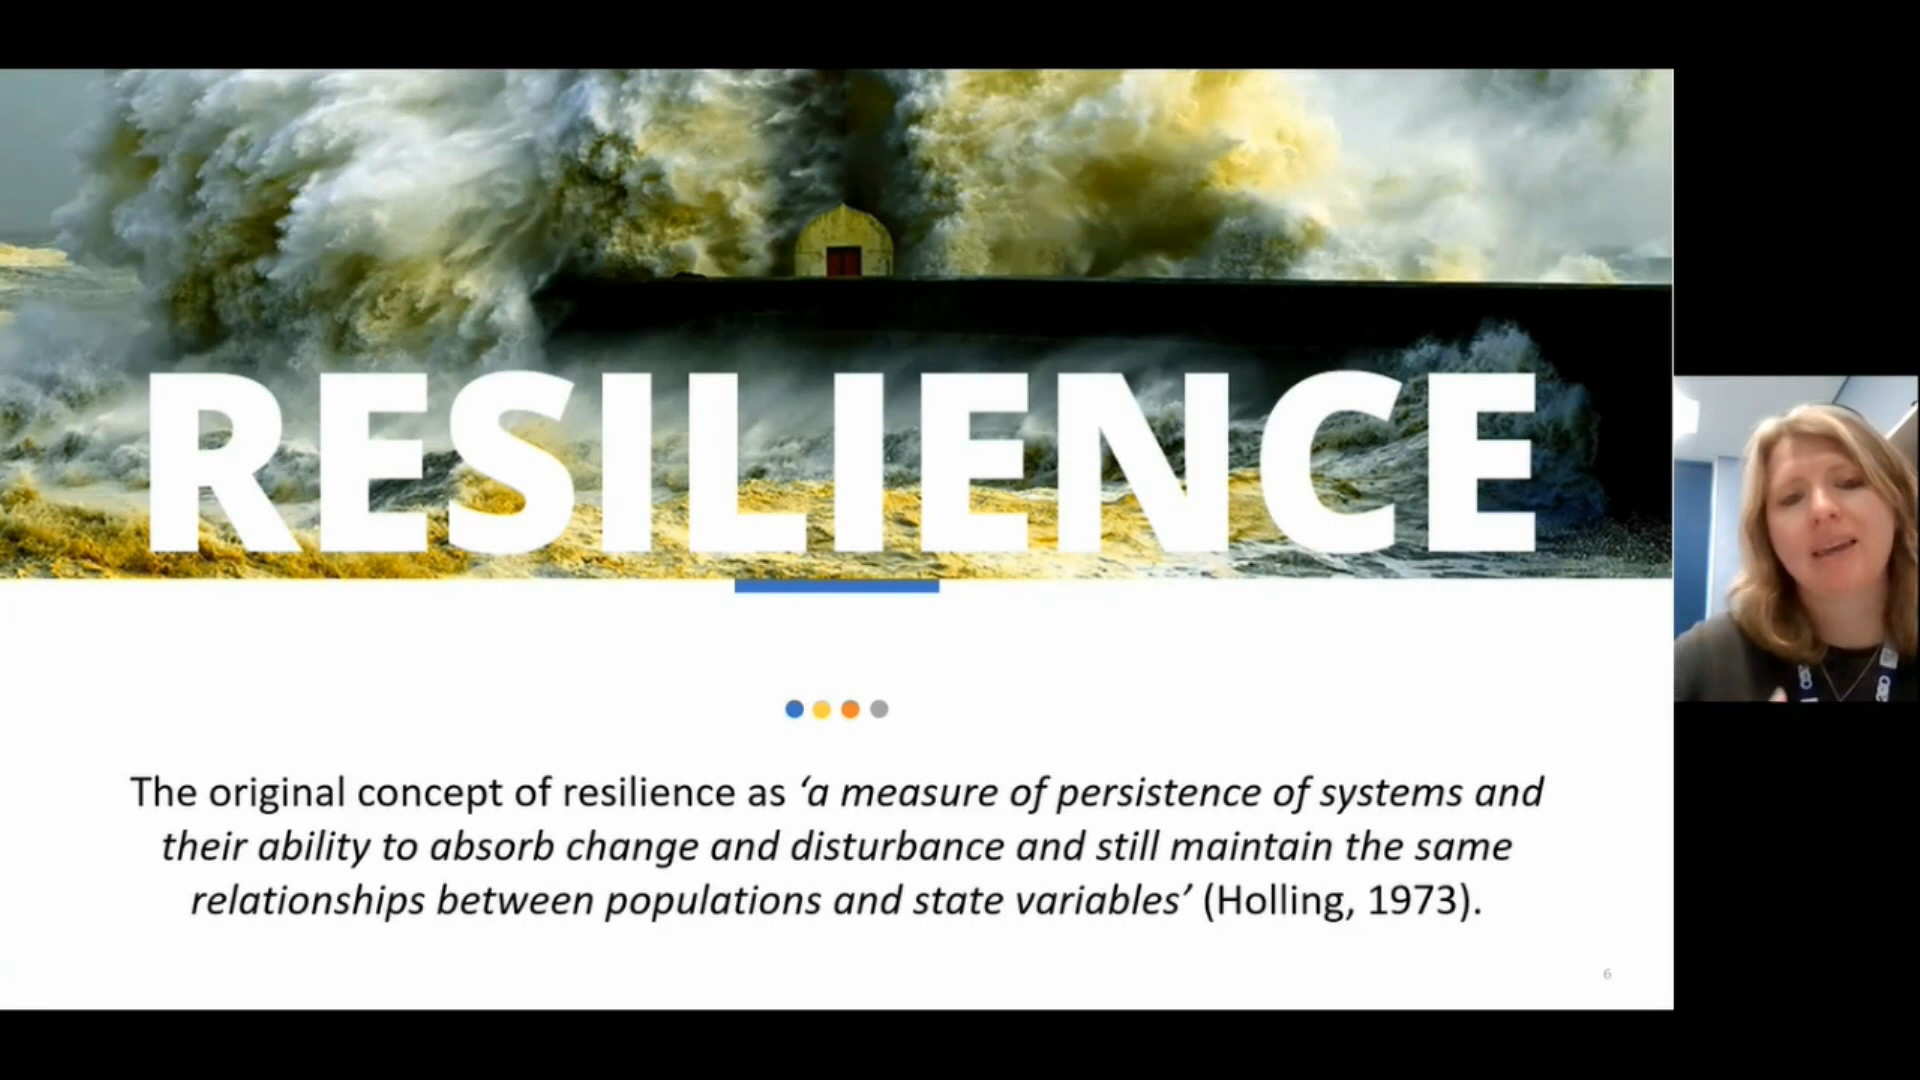 RESILIENCE
The original concept of resilience as ‘a measure of persistence of systems and
their ability to absorb change and disturbance and still maintain the same
relationships between populations and state variables’ (Holling, 1973).
6